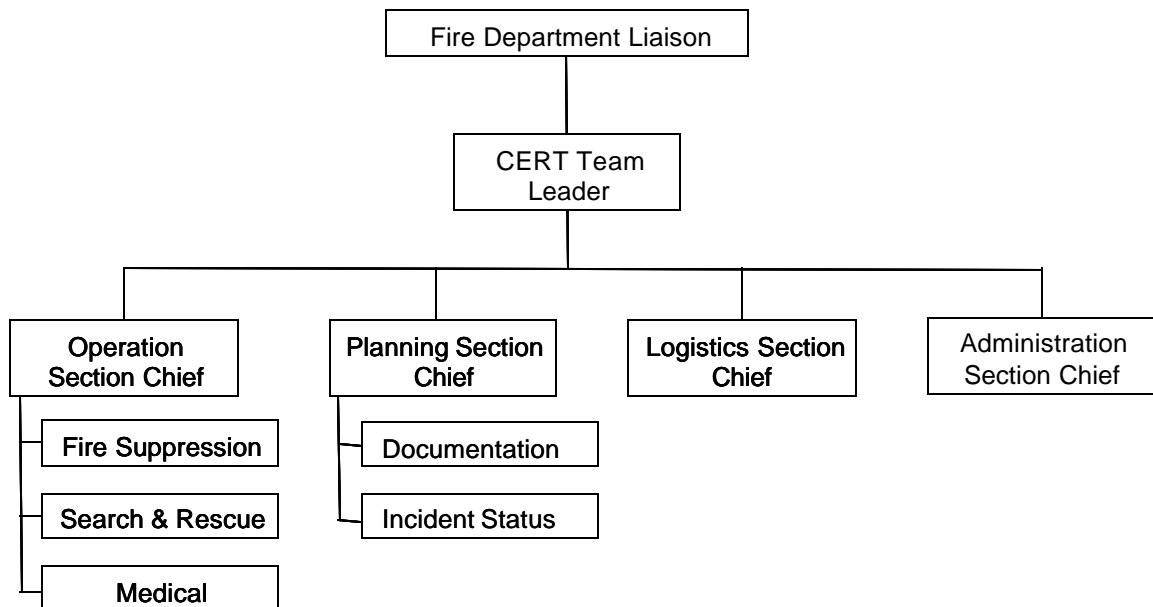 Fire Department Liaison
CERT Team
Leader
Operation
Section Chief
Planning Section
Chief
Logistics Section
Chief
Administration
Section Chief
Fire Suppression
Search & Rescue
Medical
Documentation
Incident Status